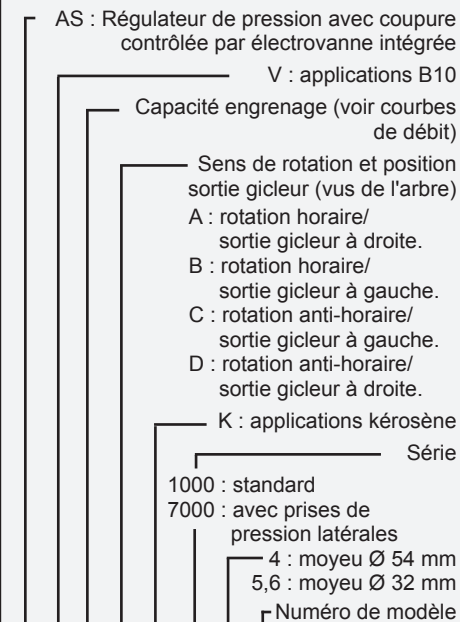 AS : Régulateur de pression avec coupure
contrôlée par électrovanne intégrée
V : applications B10
Capacité engrenage (voir courbes
de débit)
Sens de rotation et position
sortie gicleur (vus de l'arbre)
A : rotation horaire/
sortie gicleur à droite.
B : rotation horaire/
sortie gicleur à gauche.
C : rotation anti-horaire/
sortie gicleur à gauche.
D : rotation anti-horaire/
sortie gicleur à droite.
K : applications kérosène
Série
1000 : standard
7000 : avec prises de
pression latérales
4 : moyeu Ø 54 mm
5,6 : moyeu Ø 32 mm
Numéro de modèle